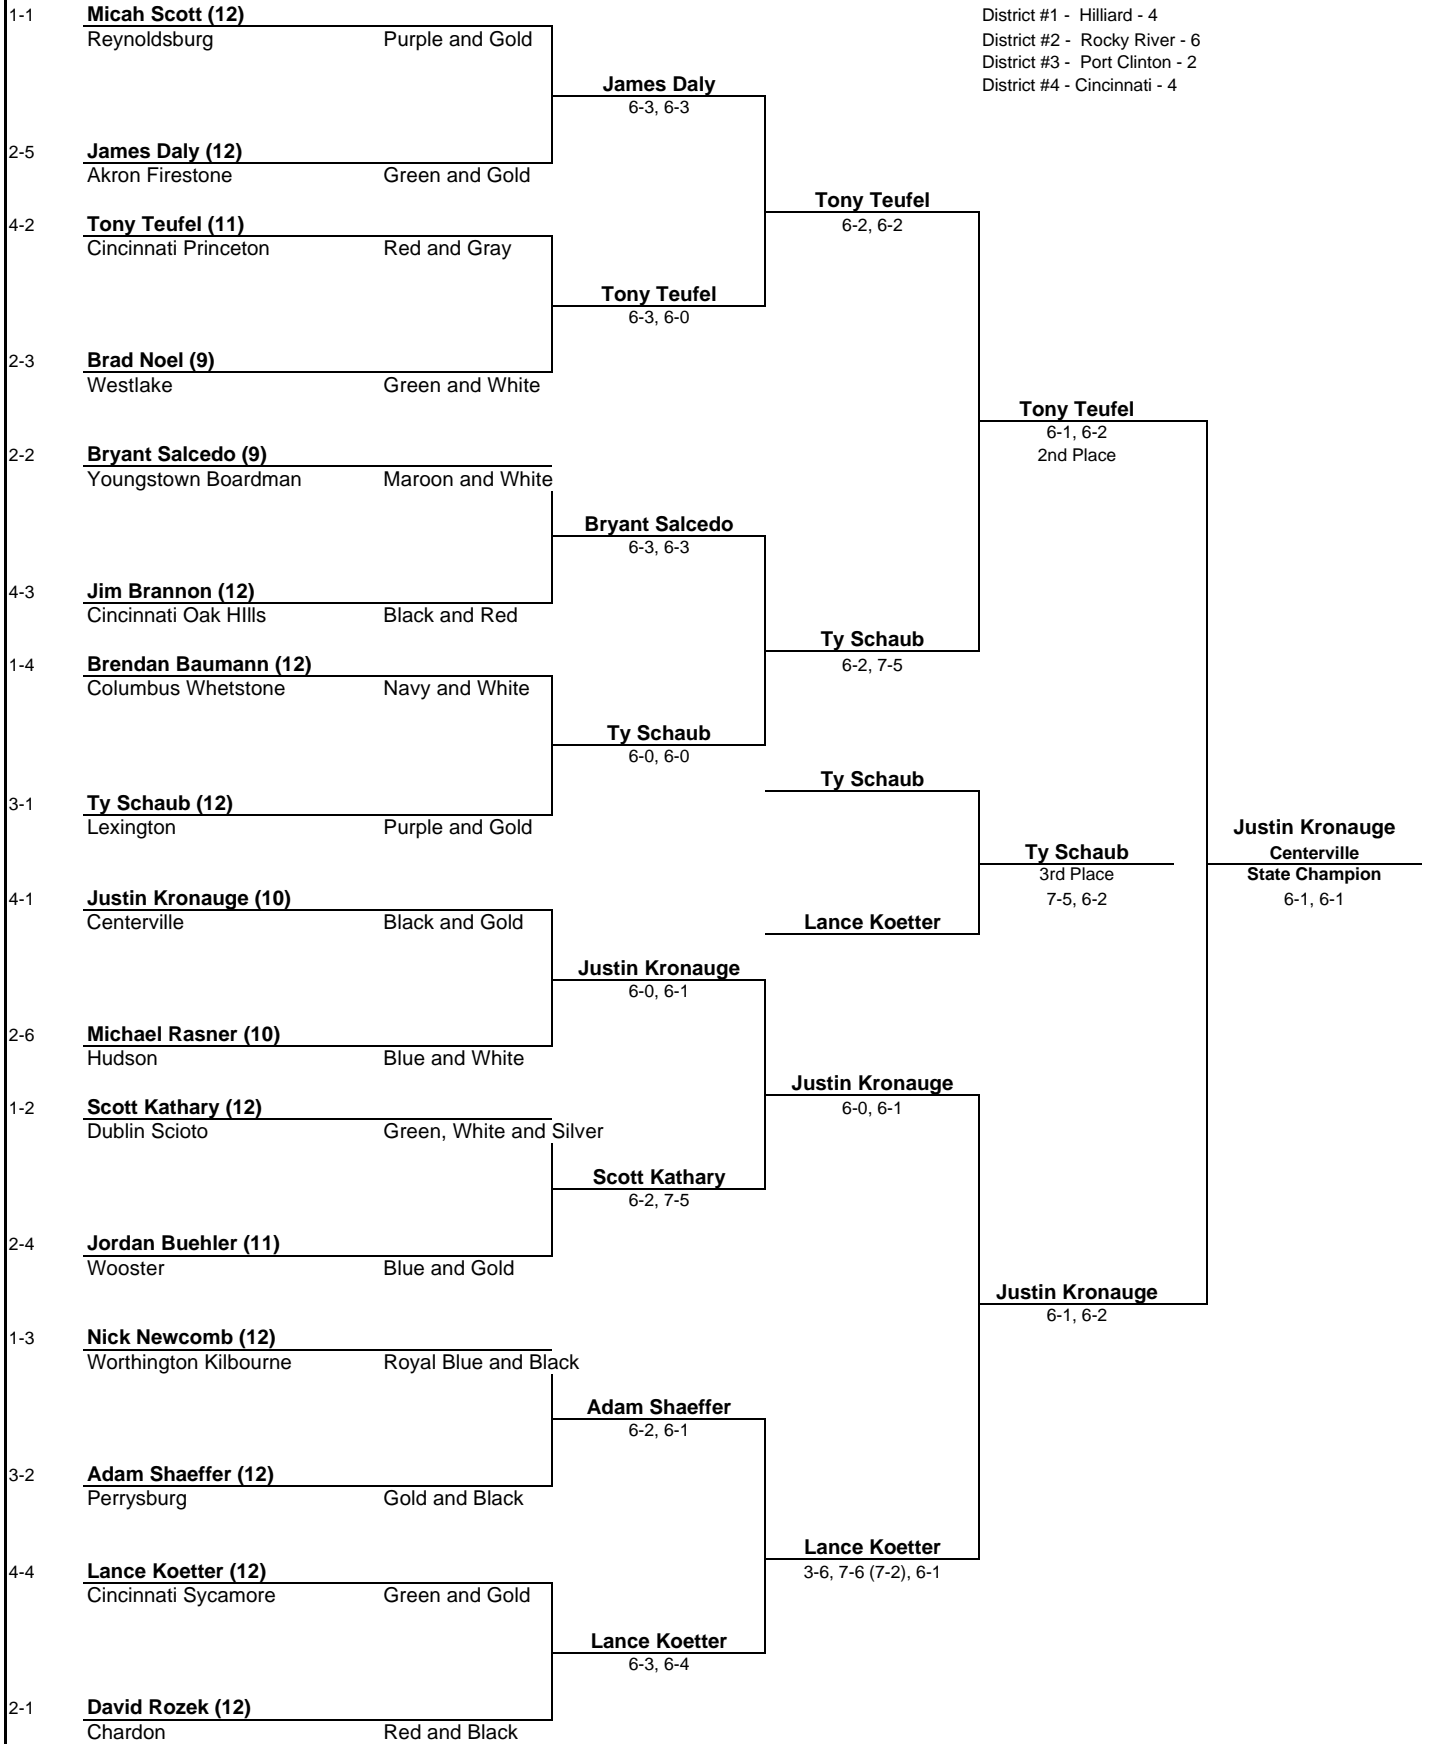 1-1 Micah Scott (12)
Reynoldsburg Purple and Gold
District #1 - Hilliard - 4
District #2 - Rocky River - 6
District #3 - Port Clinton - 2
District #4 - Cincinnati - 4
James Daly
6-3, 6-3
2-5 James Daly (12)
Akron Firestone Green and Gold
Tony Teufel
6-2, 6-2
4-2 Tony Teufel (11)
Cincinnati Princeton Red and Gray
Tony Teufel
6-3, 6-0
2-3 Brad Noel (9)
Westlake Green and White
Tony Teufel
6-1, 6-2
2nd Place
2-2 Bryant Salcedo (9)
Youngstown Boardman Maroon and White
Bryant Salcedo
6-3, 6-3
4-3 Jim Brannon (12)
Cincinnati Oak HIlls Black and Red
Ty Schaub
6-2, 7-5
1-4 Brendan Baumann (12)
Columbus Whetstone Navy and White
Ty Schaub
6-0, 6-0
Ty Schaub
3-1 Ty Schaub (12)
Lexington Purple and Gold
Ty Schaub
3rd Place
7-5, 6-2
Justin Kronauge
Centerville
State Champion
6-1, 6-1
4-1 Justin Kronauge (10)
Centerville Black and Gold
Lance Koetter
Justin Kronauge
6-0, 6-1
2-6 Michael Rasner (10)
Hudson Blue and White
Justin Kronauge
6-0, 6-1
1-2 Scott Kathary (12)
Dublin Scioto Green, White and Silver
Scott Kathary
6-2, 7-5
2-4 Jordan Buehler (11)
Wooster Blue and Gold
Justin Kronauge
6-1, 6-2
1-3 Nick Newcomb (12)
Worthington Kilbourne Royal Blue and Black
Adam Shaeffer
6-2, 6-1
3-2 Adam Shaeffer (12)
Perrysburg Gold and Black
Lance Koetter
3-6, 7-6 (7-2), 6-1
4-4 Lance Koetter (12)
Cincinnati Sycamore Green and Gold
Lance Koetter
6-3, 6-4
2-1 David Rozek (12)
Chardon Red and Black